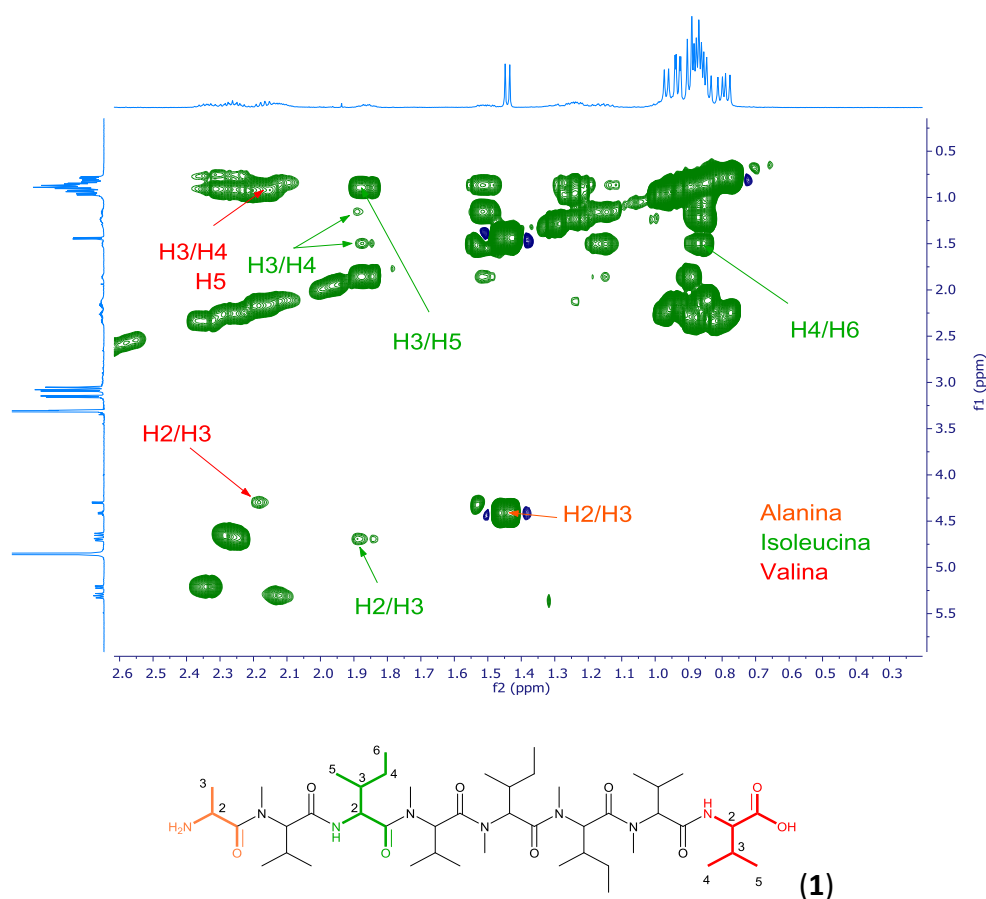 0.5
1.0
1.5
2.0
2.5
3.0
3.5
4.0
4.5
5.0
5.5
f1 (ppm)
H3/H4
H5
H3/H4
H3/H5
H4/H6
H2/H3
H2/H3
H2/H3
Alanina
Isoleucina
Valina
2.6 2.5 2.4 2.3 2.2 2.1 2.0 1.9 1.8 1.7 1.6 1.5 1.4 1.3 1.2 1.1 1.0 0.9 0.8 0.7 0.6 0.5 0.4 0.3
f2 (ppm)
3
2
H2N
O
N
O
5
6
3
4
2
N
H
O
N
O
N
O
N
O
N
O
H
N
2
3
4
5
O
OH
(1)